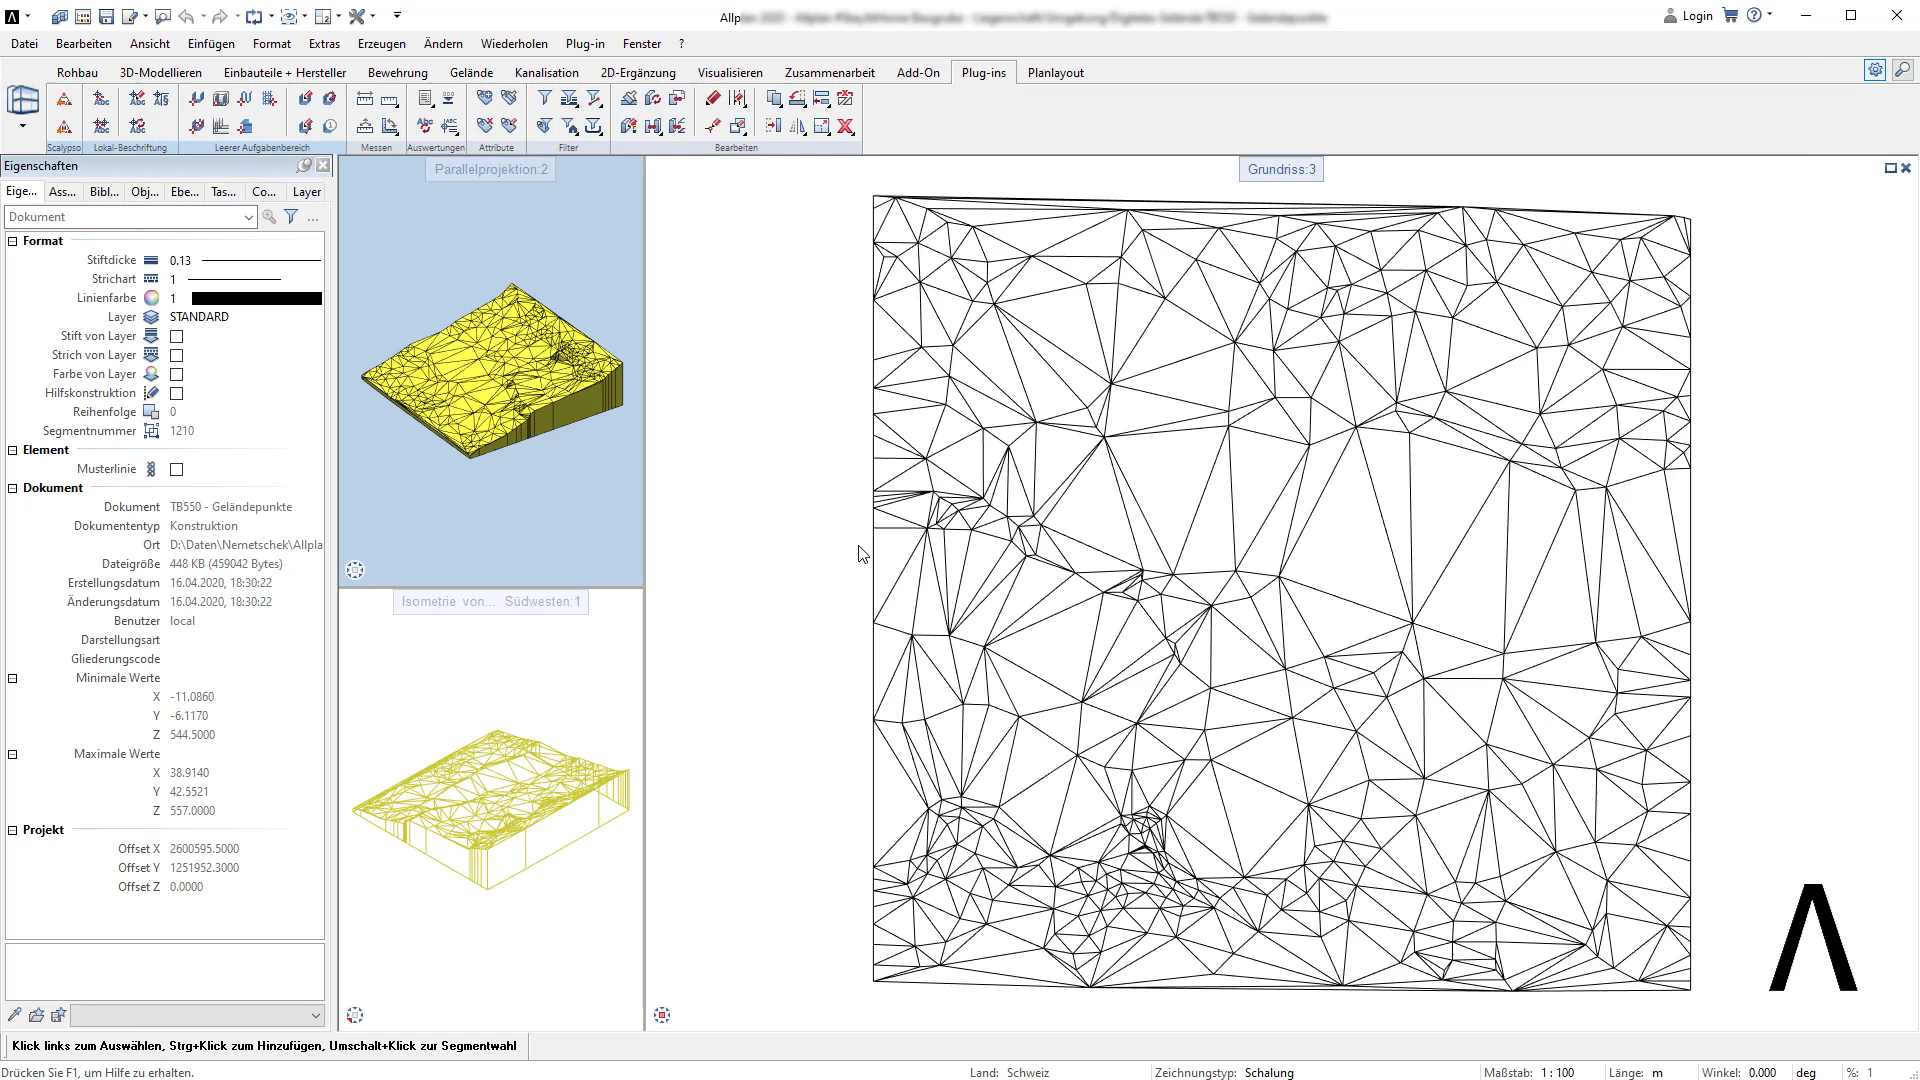 Allp
Login
Datei Bearbeiten Ansicht Einfügen Format Extras Erzeugen Ändern Wiederholen Plug-in Fenster ?
Rohbau 3D-Modellieren Einbauteile + Hersteller Bewehrung Gelände Kanalisation 2D-Ergänzung Visualisieren Zusammenarbeit Add-On Plug-ins Planlayout
Scalypso Lokal-Beschriftung Leerer Aufgabenbereich Messen Auswertungen Attribute Filter Bearbeiten
Eigenschaften
Eige... Ass... Bibl... Obj... Ebe... Tas... Co... Layer
Dokument
...
Format
Stiftdicke 0.13
Strichart 1
Linienfarbe 1
Layer STANDARD
Stift von Layer
Strich von Layer
Farbe von Layer
Hilfskonstruktion
Reihenfolge 0
Segmentnummer 1210
Element
Musterlinie
Dokument
Dokument TB550 - Geländepunkte
Dokumententyp Konstruktion
Ort D:\Daten\Nemetschek\Allpla
Dateigröße 448 KB (459042 Bytes)
Erstellungsdatum 16.04.2020, 18:30:22
Änderungsdatum 16.04.2020, 18:30:22
Benutzer local
Darstellungsart
Gliederungscode
Minimale Werte
X -11.0860
Y -6.1170
Z 544.5000
Maximale Werte
X 38.9140
Y 42.5521
Z 557.0000
Projekt
Offset X 2600595.5000
Offset Y 1251952.3000
Offset Z 0.0000
Parallelprojektion:2
Isometrie von... Südwesten:1
Grundriss:3
Klick links zum Auswählen, Strg+Klick zum Hinzufügen, Umschalt+Klick zur Segmentwahl
Drücken Sie F1, um Hilfe zu erhalten.
Land: Schweiz Zeichnungstyp: Schalung Maßstab: 1 : 100 Länge: m Winkel: 0.000 deg %: 1